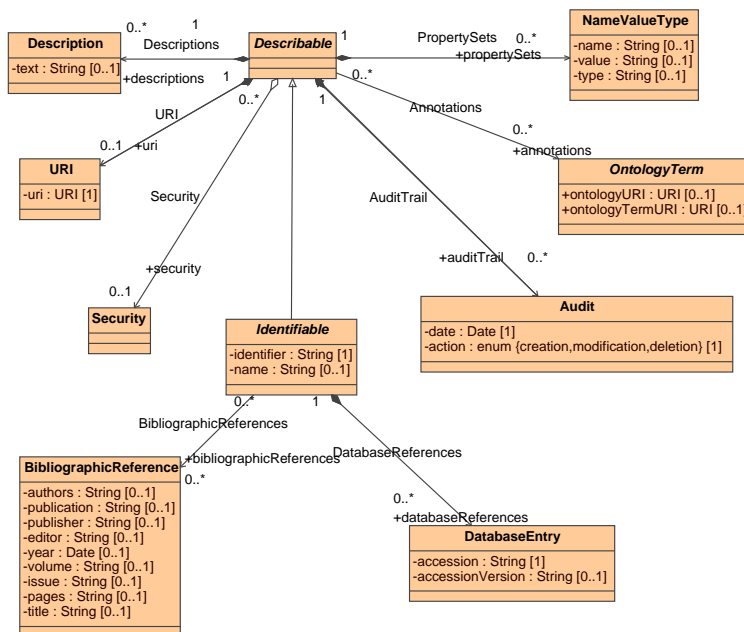 Description
-text : String [0..1]
0..*
Descriptions
1
+descriptions
Describable
1
PropertySets
0..*
+propertySets
NameValueType
-name : String [0..1]
-value : String [0..1]
-type : String [0..1]
1
URI
0..1
+uri
URI
-uri : URI [1]
0..*
Security
+security
0..1
Security
0..*
Annotations
0..*
+annotations
OntologyTerm
+ontologyURI : URI [0..1]
+ontologyTermURI : URI [0..1]
1
AuditTrail
0..*
+auditTrail
Audit
-date : Date [1]
-action : enum {creation,modification,deletion} [1]
Identifiable
-identifier : String [1]
-name : String [0..1]
0..*
BibliographicReferences
+bibliographicReferences
0..*
1
DatabaseReferences
0..*
+databaseReferences
BibliographicReference
-authors : String [0..1]
-publication : String [0..1]
-publisher : String [0..1]
-editor : String [0..1]
-year : Date [0..1]
-volume : String [0..1]
-issue : String [0..1]
-pages : String [0..1]
-title : String [0..1]
DatabaseEntry
-accession : String [1]
-accessionVersion : String [0..1]